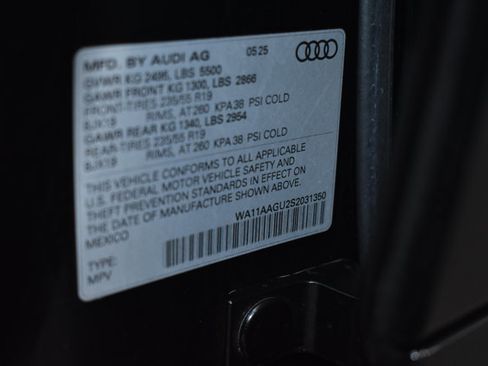 MFD. BY AUDI AG 05 25
GVWR KG 2495, LBS 5500
GAWR FRONT KG 1300, LBS 2866
FRONT-TIRES 235/55 R19
8JX19 RIMS, AT 260 KPA 38 PSI COLD
GAWR REAR KG 1340, LBS 2954
REAR-TIRES 235/55 R19
8JX19 RIMS, AT 260 KPA 38 PSI COLD
THIS VEHICLE CONFORMS TO ALL APPLICABLE
U.S. FEDERAL MOTOR VEHICLE SAFETY AND
THEFT PREVENTION STANDARDS IN EFFECT ON
THE DATE OF MANUFACTURE SHOWN ABOVE.
MEXICO WA11AAGU2S2031350
TYPE:
MPV